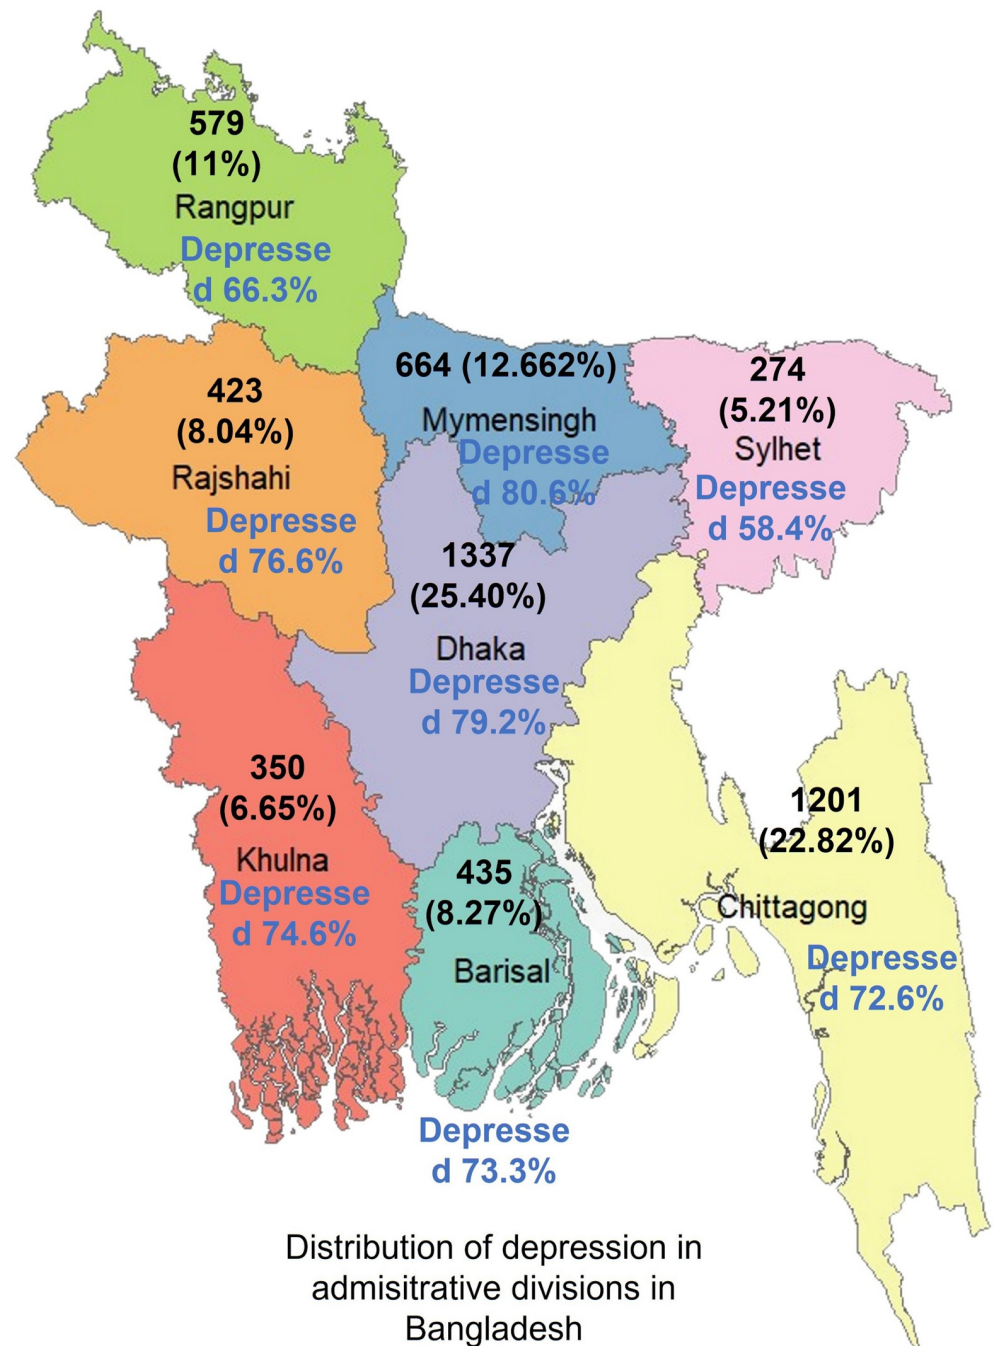 579
(11%)
Rangpur
Depresse
d 66.3%
664 (12.662%)
Mymensingh
Depresse
d 80.6%
274
(5.21%)
Sylhet
Depresse
d 58.4%
423
(8.04%)
Rajshahi
Depresse
d 76.6%
1337
(25.40%)
Dhaka
Depresse
d 79.2%
350
(6.65%)
Khulna
Depresse
d 74.6%
435
(8.27%)
Barisal
Depresse
d 73.3%
1201
(22.82%)
Chittagong
Depresse
d 72.6%
Distribution of depression in
admisitrative divisions in
Bangladesh